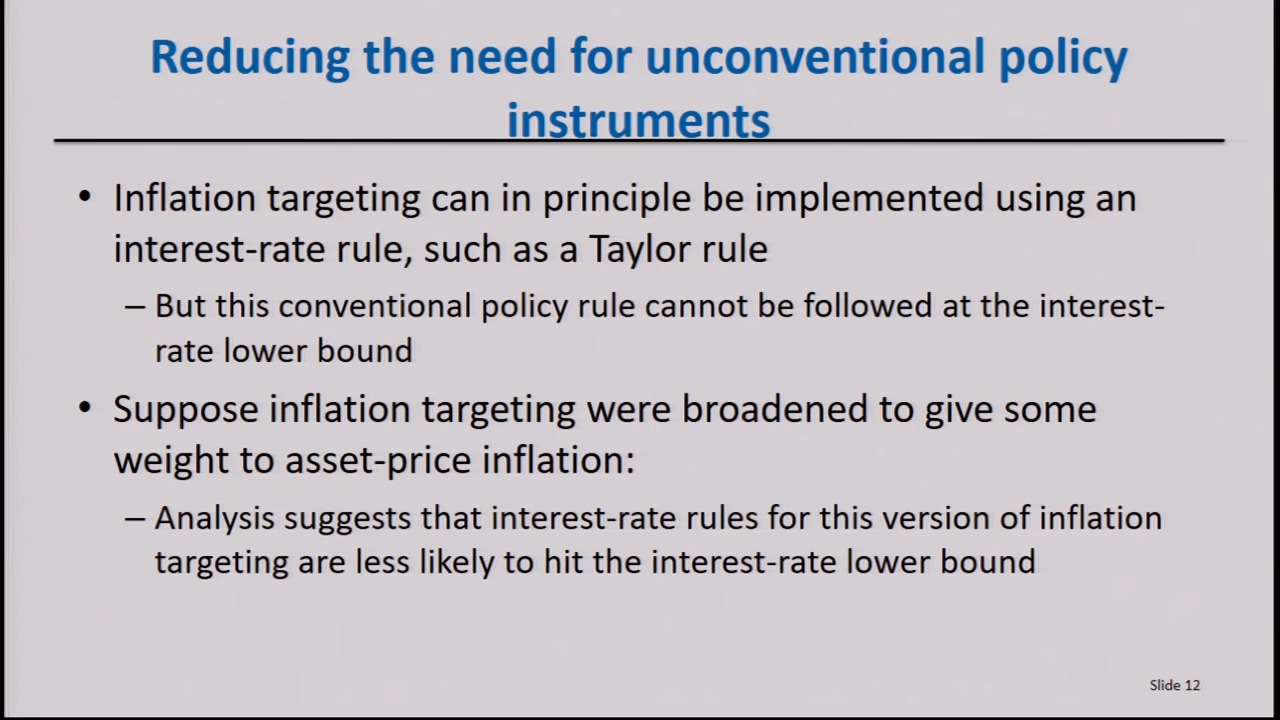 Reducing the need for unconventional policy
instruments
• Inflation targeting can in principle be implemented using an
interest-rate rule, such as a Taylor rule
– But this conventional policy rule cannot be followed at the interest-
rate lower bound
• Suppose inflation targeting were broadened to give some
weight to asset-price inflation:
– Analysis suggests that interest-rate rules for this version of inflation
targeting are less likely to hit the interest-rate lower bound
Slide 12